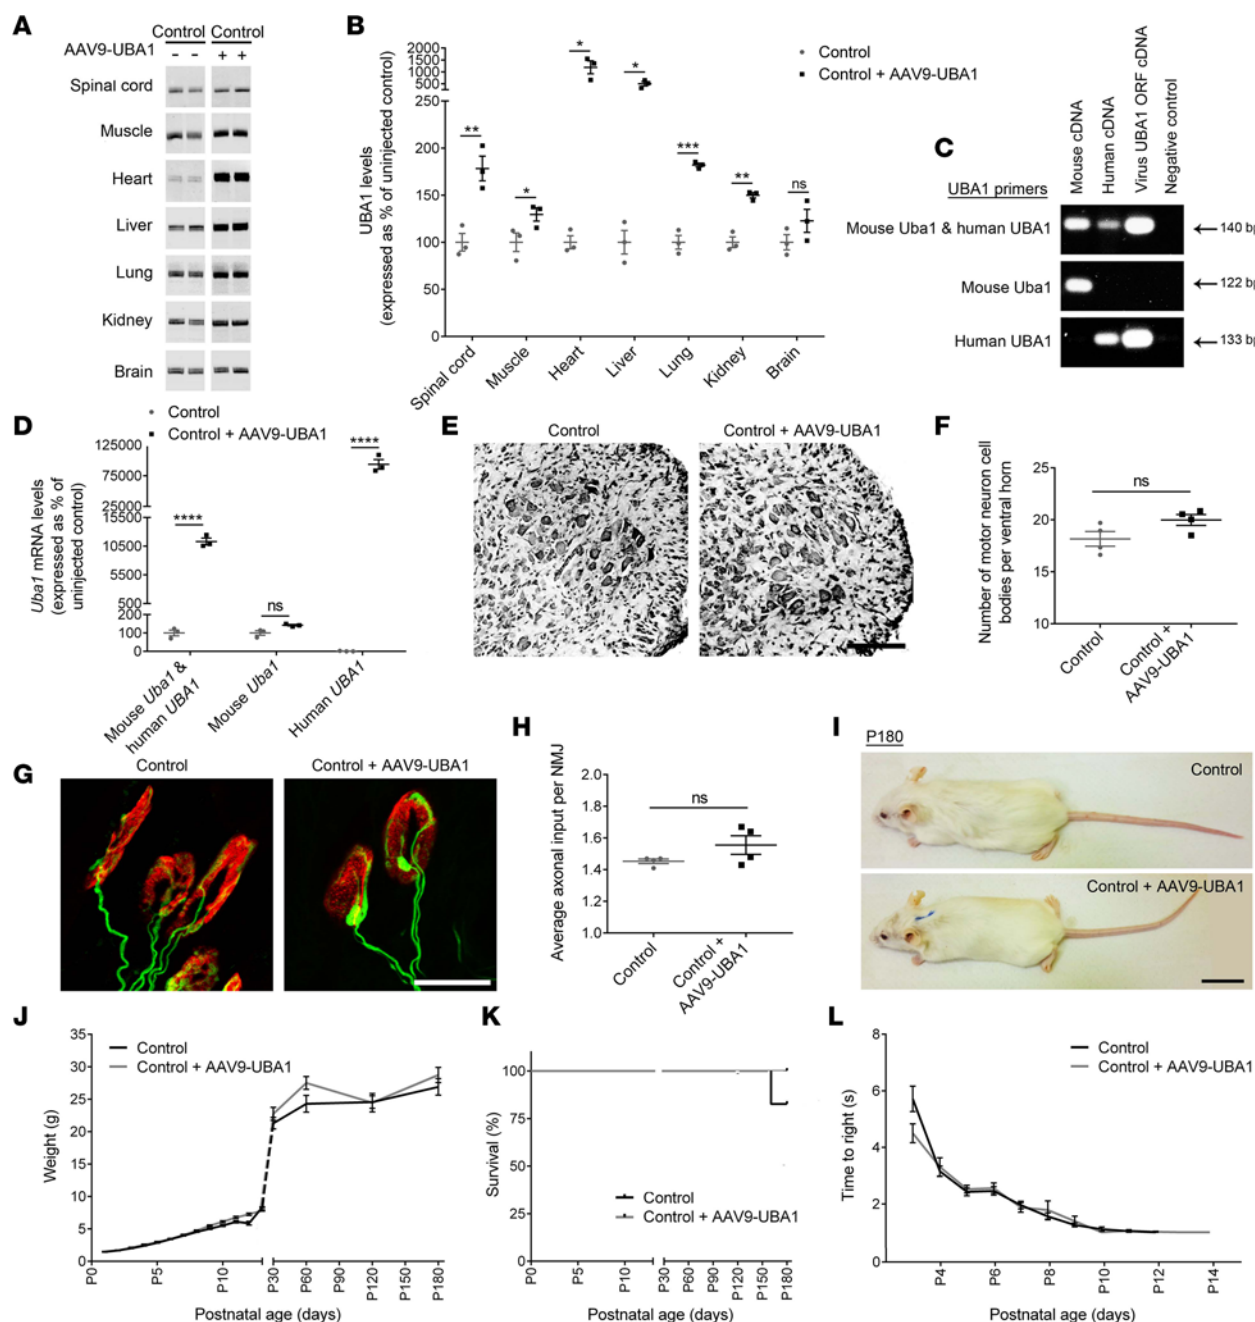 A
Control Control
AAV9-UBA1 – – + +
Spinal cord
Muscle
Heart
Liver
Lung
Kidney
Brain
B
UBA1 levels
(expressed as % of uninjected control)
2000
1500
1000
500
250
200
150
100
50
0
** * * * *** ** ns
Spinal cord Muscle Heart Liver Lung Kidney Brain
Control
Control + AAV9-UBA1
C
UBA1 primers
Mouse cDNA
Human cDNA
Virus UBA1 ORF cDNA
Negative control
Mouse Uba1 & human UBA1 ← 140 bp
Mouse Uba1 ← 122 bp
Human UBA1 ← 133 bp
D
Control
Control + AAV9-UBA1
Uba1 mRNA levels
(expressed as % of
uninjected control)
125000
75000
25000
15500
10500
5500
500
200
100
0
**** ns ****
Mouse Uba1 &
human UBA1
Mouse Uba1
Human UBA1
E
Control Control + AAV9-UBA1
F
Number of motor neuron cell
bodies per ventral horn
25
20
15
10
ns
Control
Control +
AAV9-UBA1
G
Control Control + AAV9-UBA1
H
Average axonal input per NMJ
2.0
1.8
1.6
1.4
1.2
1.0
ns
Control
Control +
AAV9-UBA1
I
P180
Control
Control + AAV9-UBA1
J
Weight (g)
35
30
25
20
15
10
5
0
Control
Control + AAV9-UBA1
P0 P5 P10 P30 P60 P90 P120 P150 P180
Postnatal age (days)
K
Survival (%)
100
75
50
25
0
Control
Control + AAV9-UBA1
P0 P5 P10 P30 P60 P90 P120 P150 P180
Postnatal age (days)
L
Time to right (s)
8
6
4
2
0
Control
Control + AAV9-UBA1
P4 P6 P8 P10 P12 P14
Postnatal age (days)